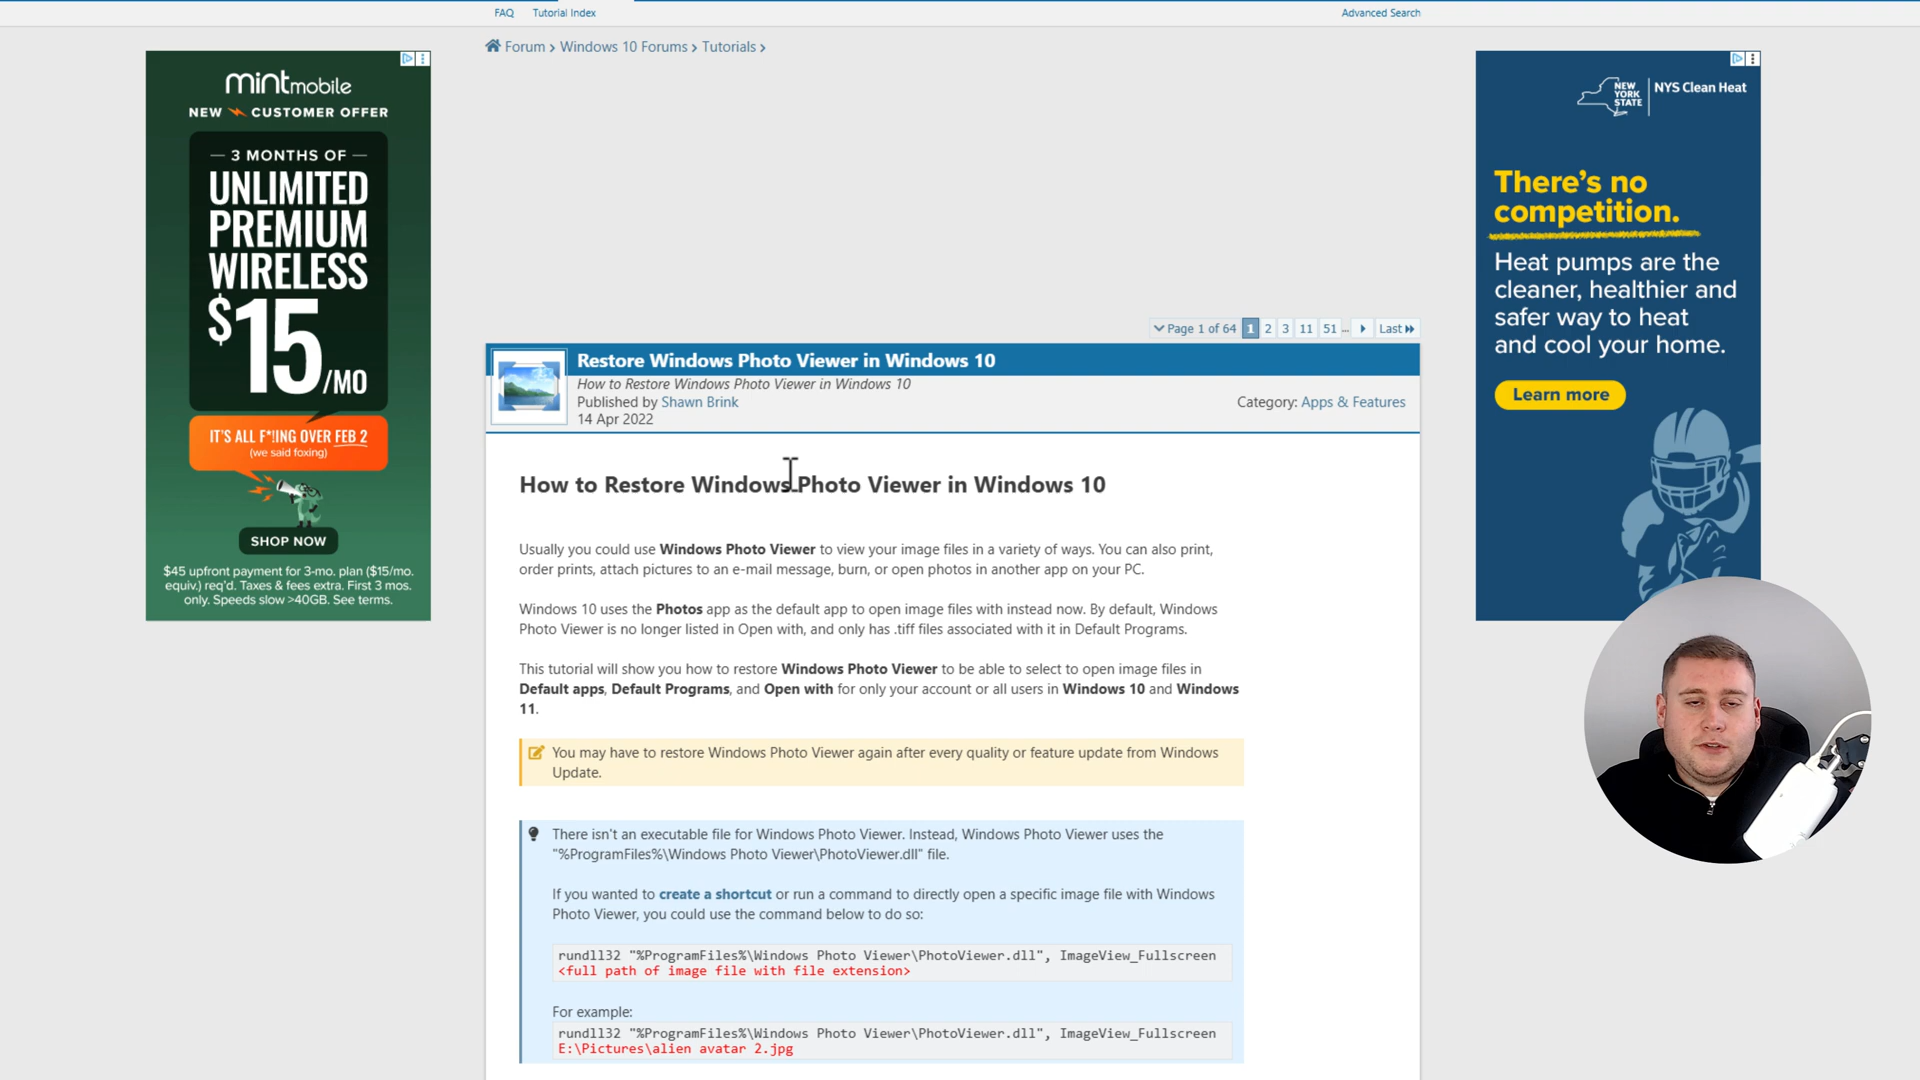 FAQ
Tutorial Index
Advanced Search
Forum › Windows 10 Forums › Tutorials ›
mintmobile
NEW CUSTOMER OFFER
— 3 MONTHS OF —
UNLIMITED
PREMIUM
WIRELESS
$15/MO
IT'S ALL F*!ING OVER FEB 2
(we said foxing)
SHOP NOW
$45 upfront payment for 3-mo. plan ($15/mo.
equiv.) req'd. Taxes & fees extra. First 3 mos.
only. Speeds slow >40GB. See terms.
NEW
YORK
STATE
NYS Clean Heat
There's no
competition.
Heat pumps are the
cleaner, healthier and
safer way to heat
and cool your home.
Learn more
Page 1 of 64 1 2 3 11 51 ... Last
Restore Windows Photo Viewer in Windows 10
How to Restore Windows Photo Viewer in Windows 10
Published by Shawn Brink
Category: Apps & Features
14 Apr 2022
How to Restore Windows Photo Viewer in Windows 10
Usually you could use Windows Photo Viewer to view your image files in a variety of ways. You can also print,
order prints, attach pictures to an e-mail message, burn, or open photos in another app on your PC.
Windows 10 uses the Photos app as the default app to open image files with instead now. By default, Windows
Photo Viewer is no longer listed in Open with, and only has .tiff files associated with it in Default Programs.
This tutorial will show you how to restore Windows Photo Viewer to be able to select to open image files in
Default apps, Default Programs, and Open with for only your account or all users in Windows 10 and Windows
11.
You may have to restore Windows Photo Viewer again after every quality or feature update from Windows
Update.
There isn't an executable file for Windows Photo Viewer. Instead, Windows Photo Viewer uses the
"%ProgramFiles%\Windows Photo Viewer\PhotoViewer.dll" file.
If you wanted to create a shortcut or run a command to directly open a specific image file with Windows
Photo Viewer, you could use the command below to do so:
rundll32 "%ProgramFiles%\Windows Photo Viewer\PhotoViewer.dll", ImageView_Fullscreen
<full path of image file with file extension>
For example:
rundll32 "%ProgramFiles%\Windows Photo Viewer\PhotoViewer.dll", ImageView_Fullscreen
E:\Pictures\alien avatar 2.jpg